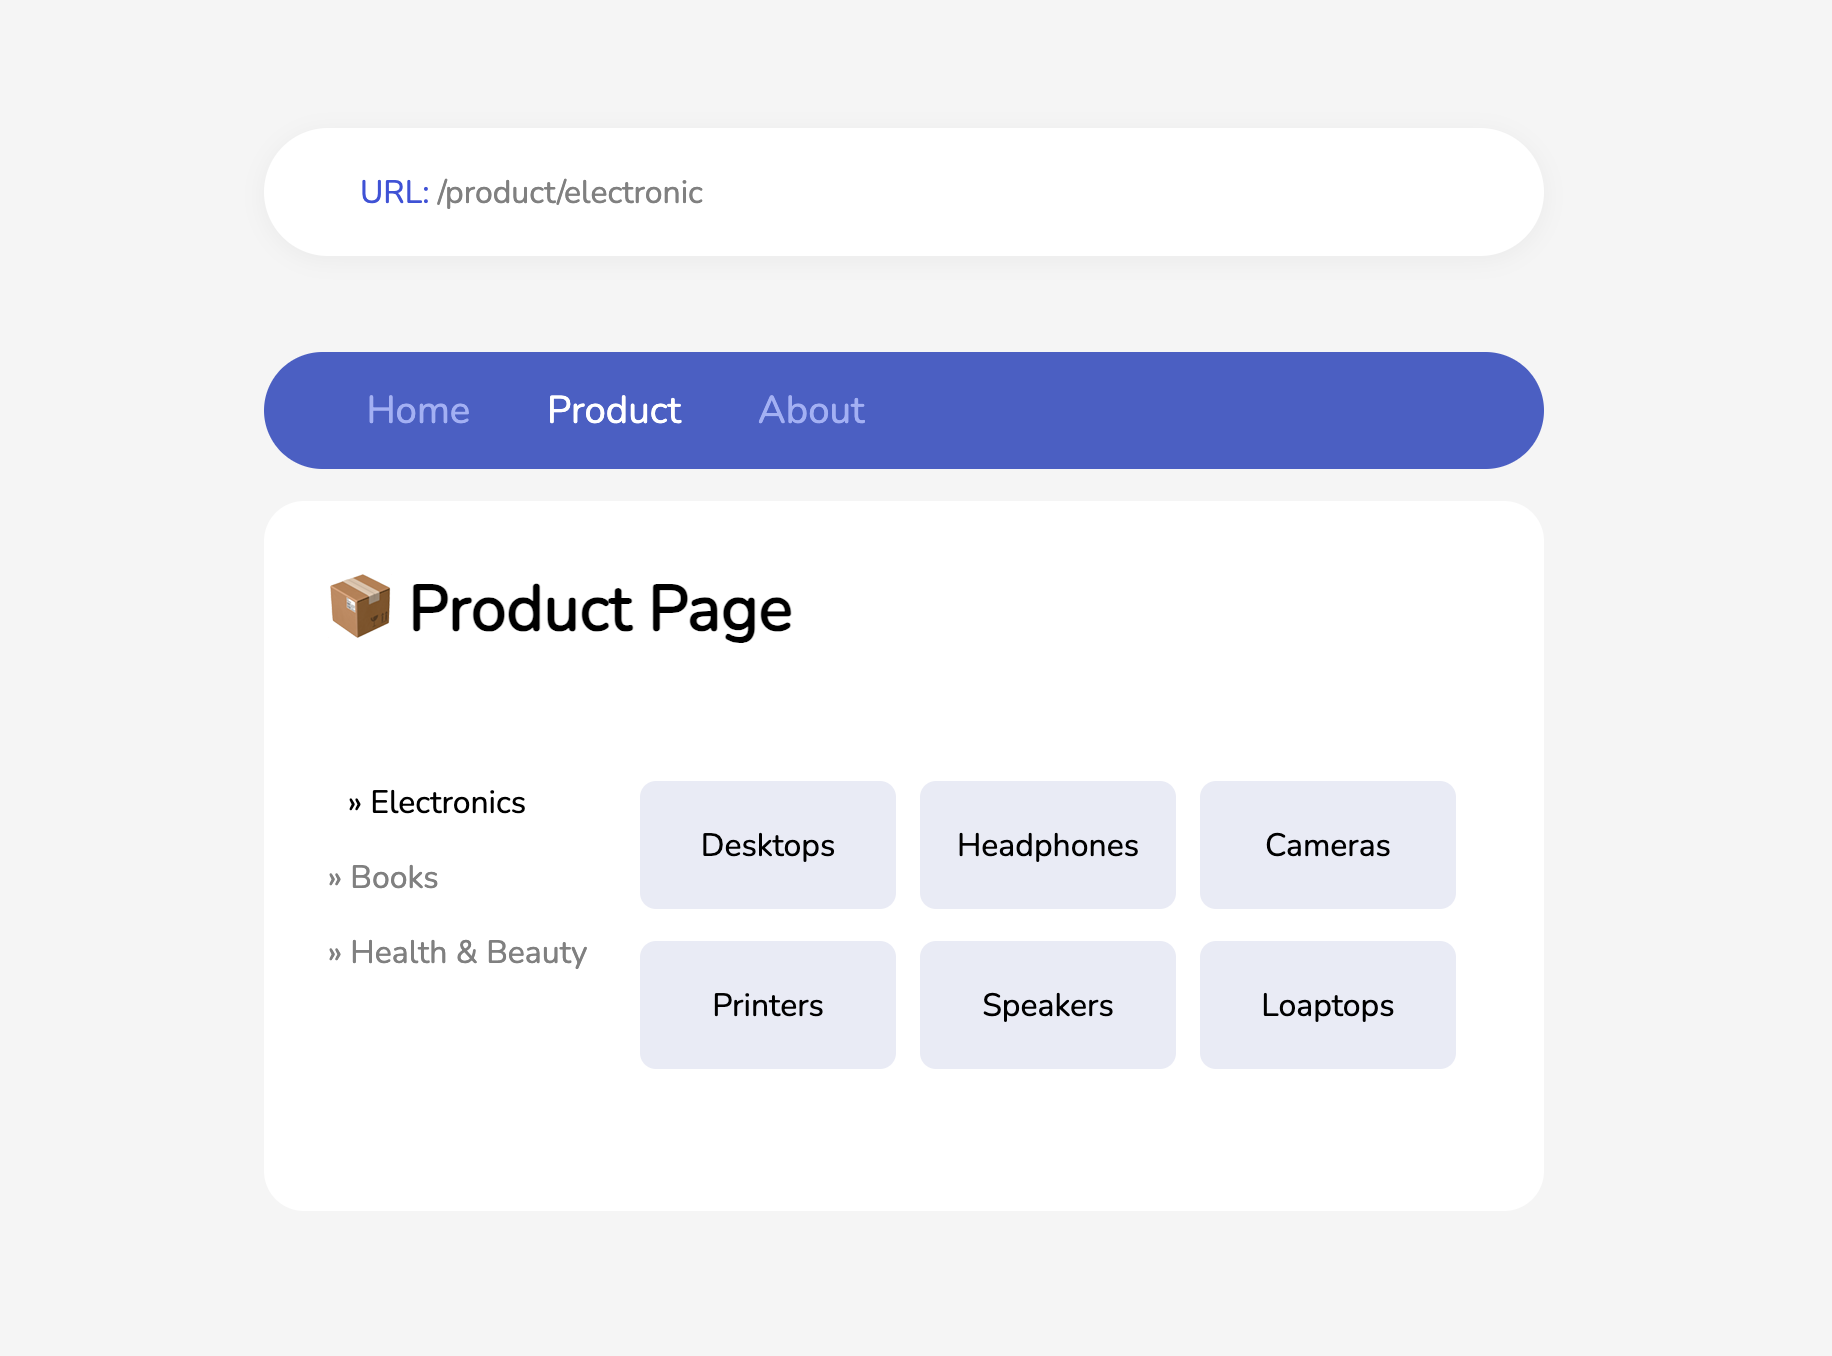 URL: /product/electronic
Home Product About
📦 Product Page
» Electronics
» Books
» Health & Beauty
Desktops Headphones Cameras
Printers Speakers Loaptops